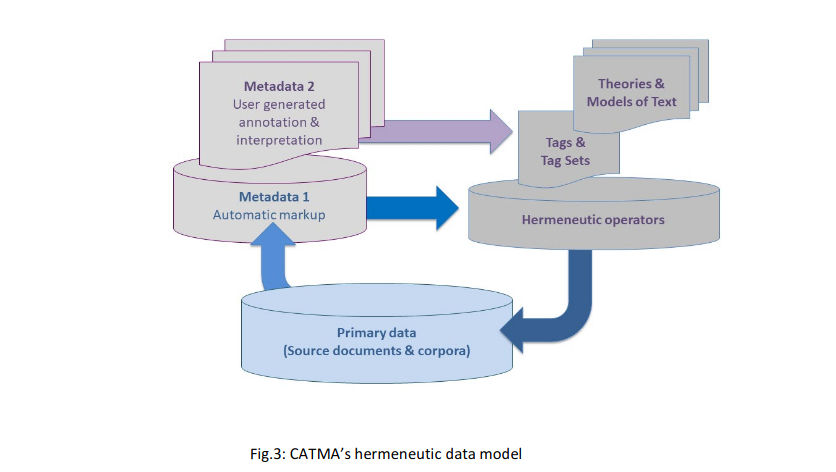 Metadata 2
User generated
annotation &
interpretation
Theories &
Models of Text
Tags &
Tag Sets
Metadata 1
Automatic markup
Hermeneutic operators
Primary data
(Source documents & corpora)
Fig.3: CATMA’s hermeneutic data model